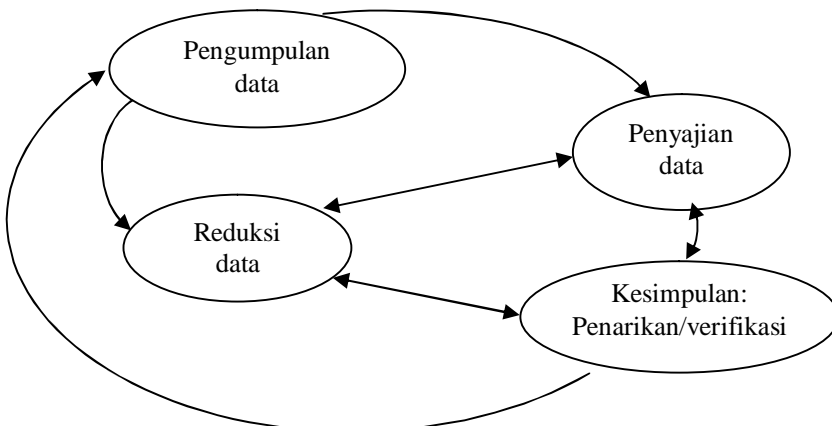 Pengumpulan
data
Penyajian
data
Reduksi
data
Kesimpulan:
Penarikan/verifikasi